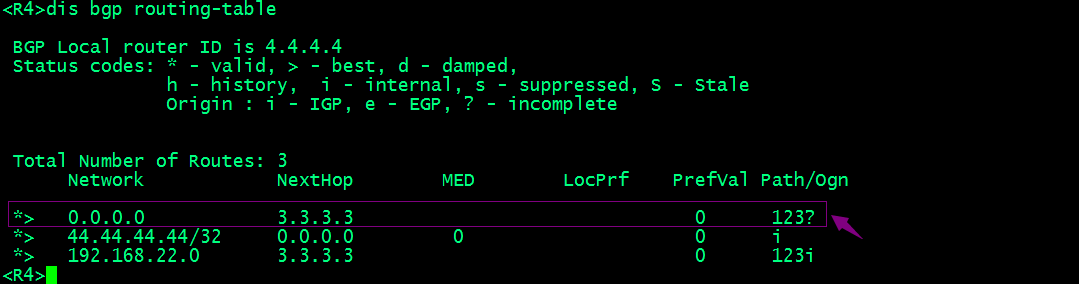 <R4>dis bgp routing-table
BGP Local router ID is 4.4.4.4
Status codes: * - valid, > - best, d - damped,
h - history,  i - internal, s - suppressed, S - Stale
Origin : i - IGP, e - EGP, ? - incomplete
Total Number of Routes: 3
Network NextHop MED LocPrf PrefVal Path/Ogn
*> 0.0.0.0 3.3.3.3 0 123?
*> 44.44.44.44/32 0.0.0.0 0 0 i
*> 192.168.22.0 3.3.3.3 0 123i
<R4>